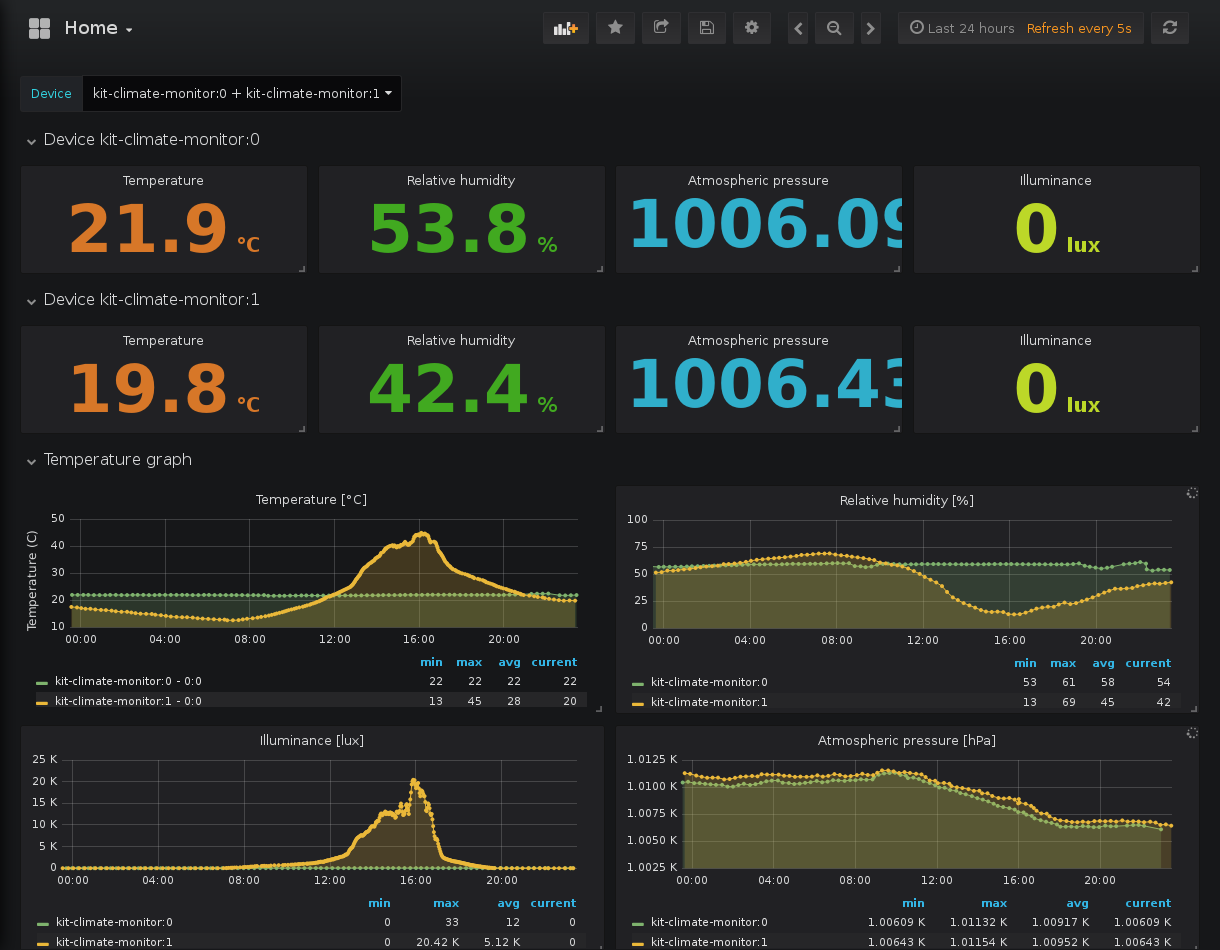 Home
Last 24 hours Refresh every 5s
Device kit-climate-monitor:0 + kit-climate-monitor:1
Device kit-climate-monitor:0
Temperature Relative humidity Atmospheric pressure Illuminance
21.9 °C 53.8 % 1006.09 0 lux
Device kit-climate-monitor:1
Temperature Relative humidity Atmospheric pressure Illuminance
19.8 °C 42.4 % 1006.43 0 lux
Temperature graph
Temperature [°C]
Temperature (C)
50
40
30
20
10
00:00 04:00 08:00 12:00 16:00 20:00
min max avg current
kit-climate-monitor:0 - 0:0 22 22 22 22
kit-climate-monitor:1 - 0:0 13 45 28 20
Relative humidity [%]
100
75
50
25
0
00:00 04:00 08:00 12:00 16:00 20:00
min max avg current
kit-climate-monitor:0 53 61 58 54
kit-climate-monitor:1 13 69 45 42
Illuminance [lux]
25 K
20 K
15 K
10 K
5 K
0
00:00 04:00 08:00 12:00 16:00 20:00
min max avg current
kit-climate-monitor:0 0 33 12 0
kit-climate-monitor:1 0 20.42 K 5.12 K 0
Atmospheric pressure [hPa]
1.0125 K
1.0100 K
1.0075 K
1.0050 K
1.0025 K
00:00 04:00 08:00 12:00 16:00 20:00
min max avg current
kit-climate-monitor:0 1.00609 K 1.01132 K 1.00917 K 1.00609 K
kit-climate-monitor:1 1.00643 K 1.01154 K 1.00952 K 1.00643 K